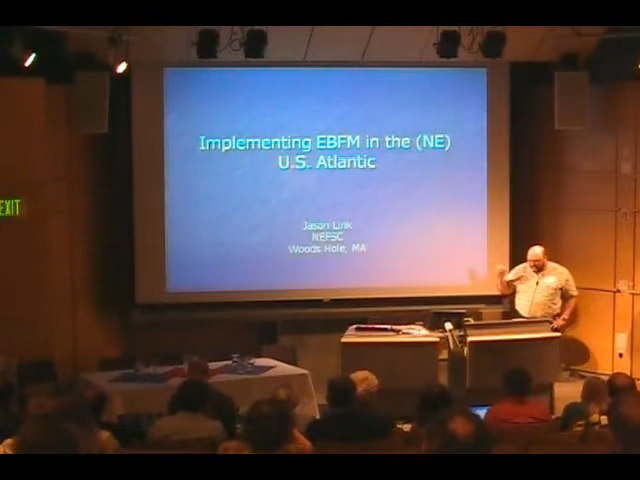 Implementing EBFM in the (NE)
U.S. Atlantic
Jason Link
NEFSC
Woods Hole, MA
EXIT